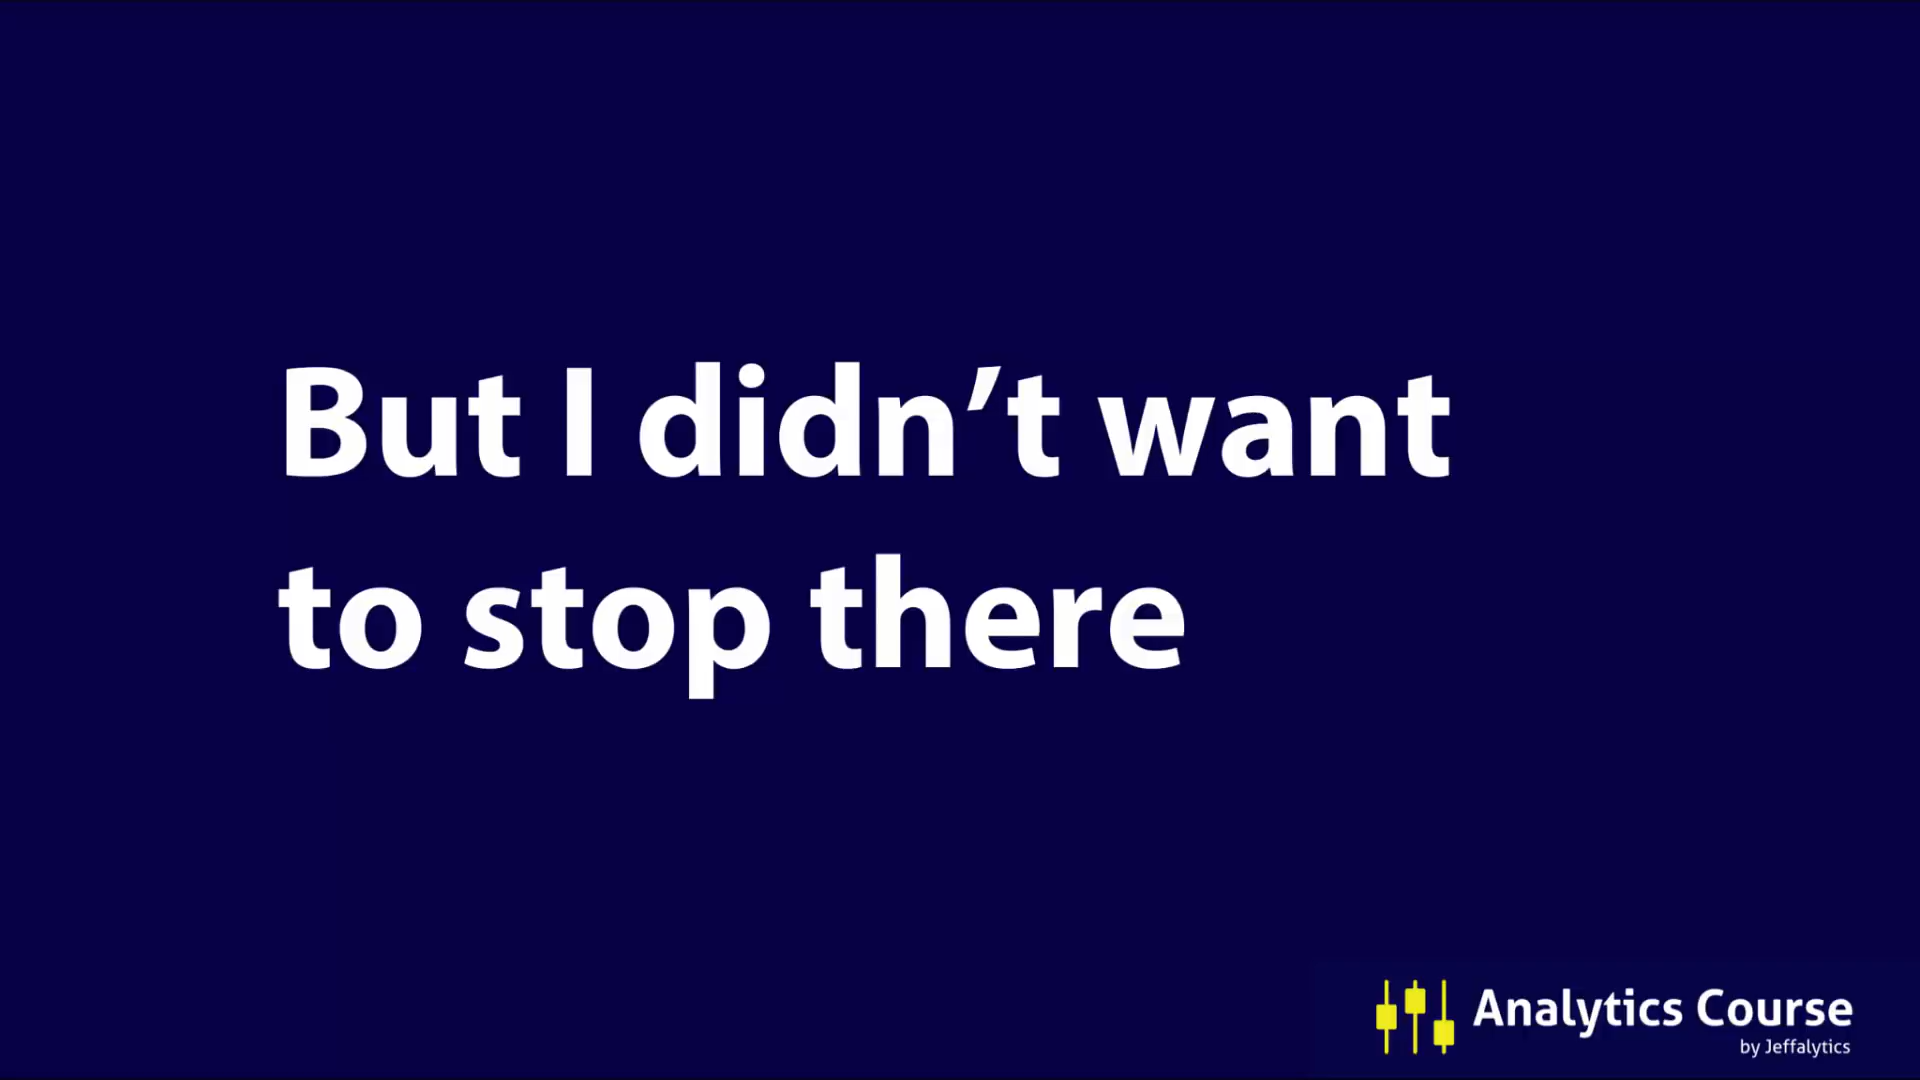 But I didn’t want
to stop there
Analytics Course
by Jeffalytics